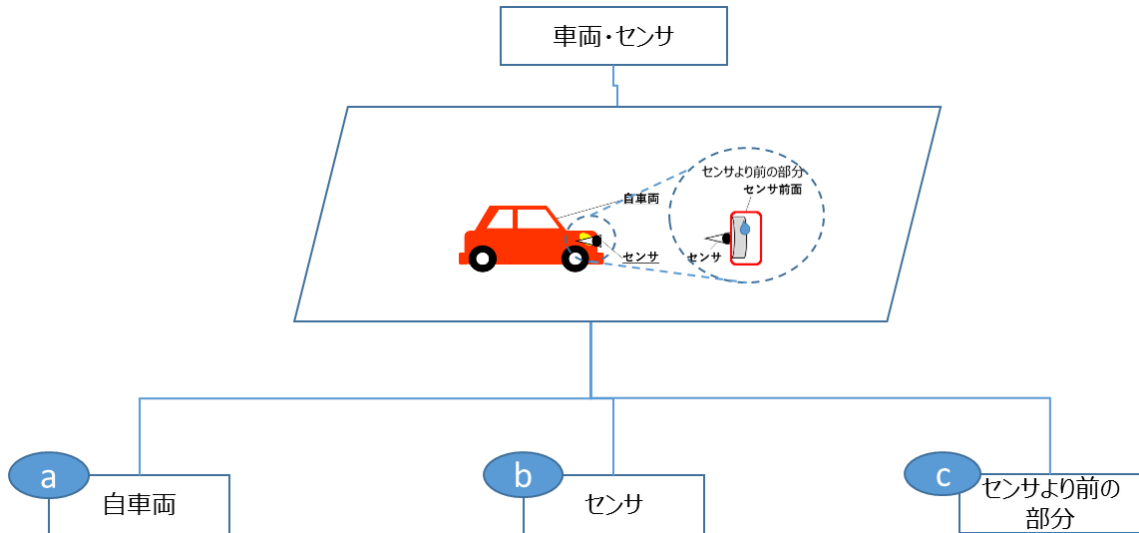 車両・センサ
センサより前の部分
センサ前面
自車両
センサ
センサ
a
自車両
b
センサ
c
センサより前の
部分